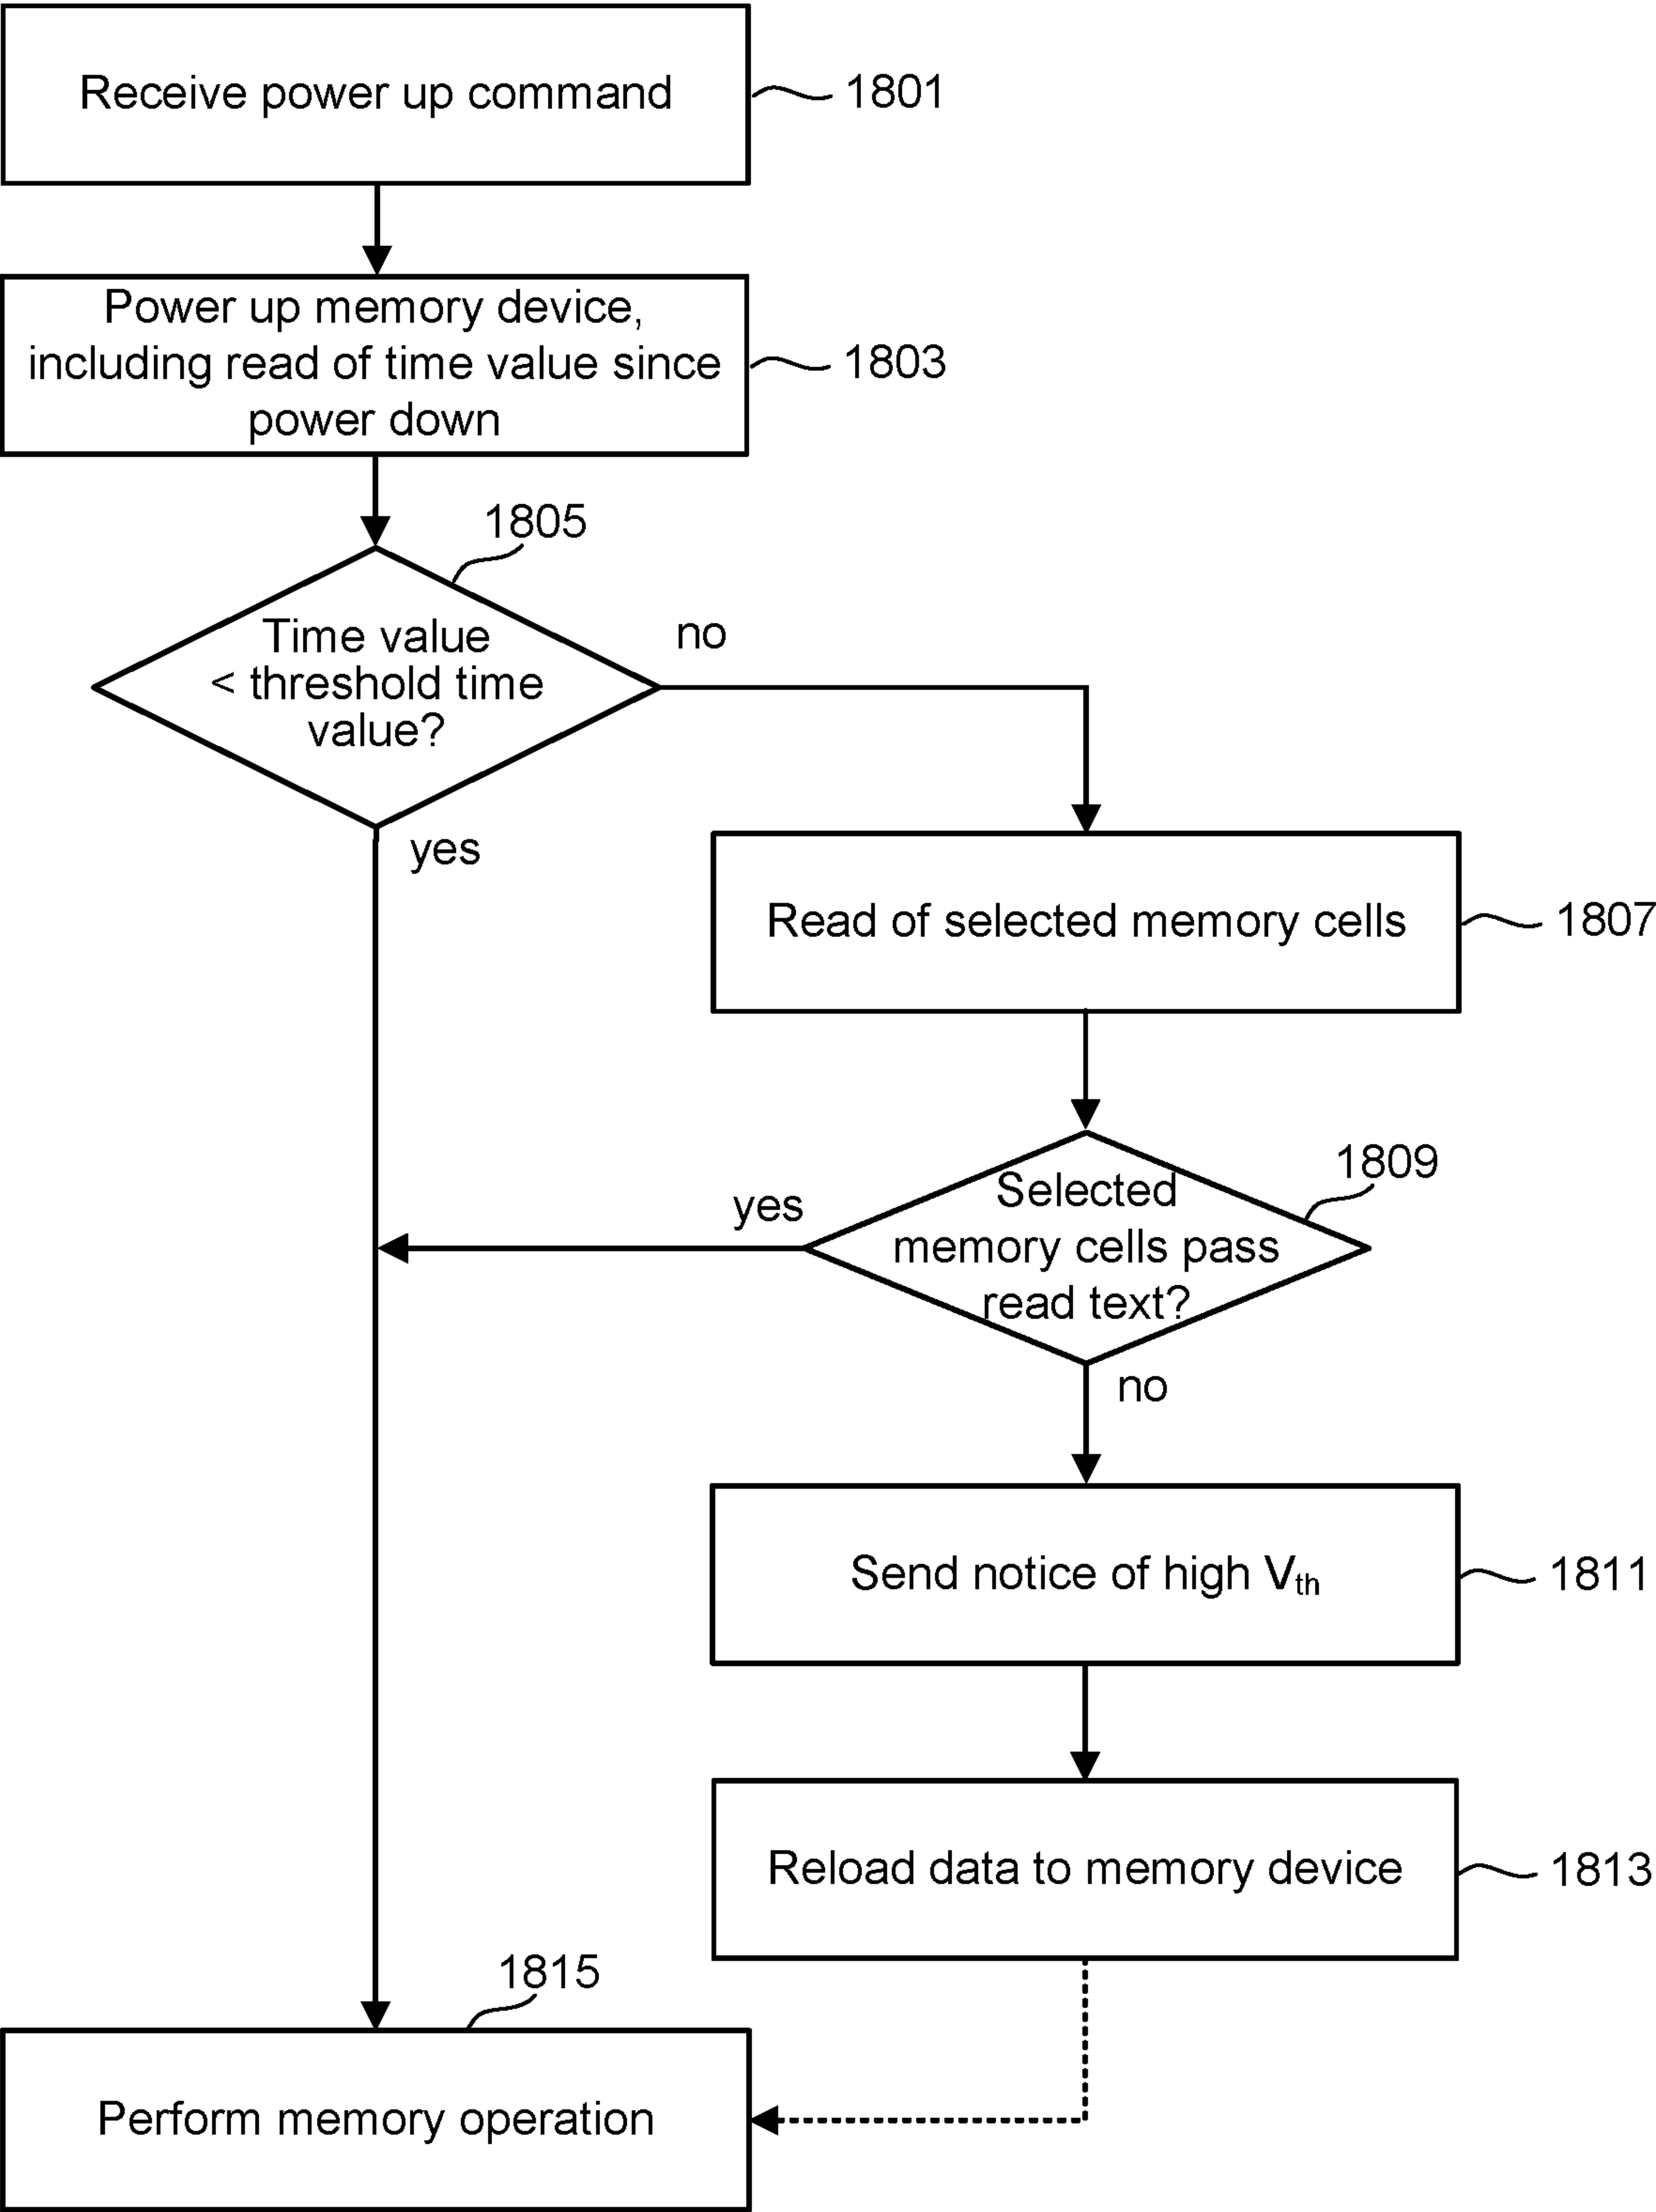 Receive power up command
1801
Power up memory device,
including read of time value since
power down
1803
1805
Time value
< threshold time
value?
no
yes
Read of selected memory cells
1807
1809
Selected
memory cells pass
read text?
yes
no
Send notice of high Vth
1811
Reload data to memory device
1813
1815
Perform memory operation